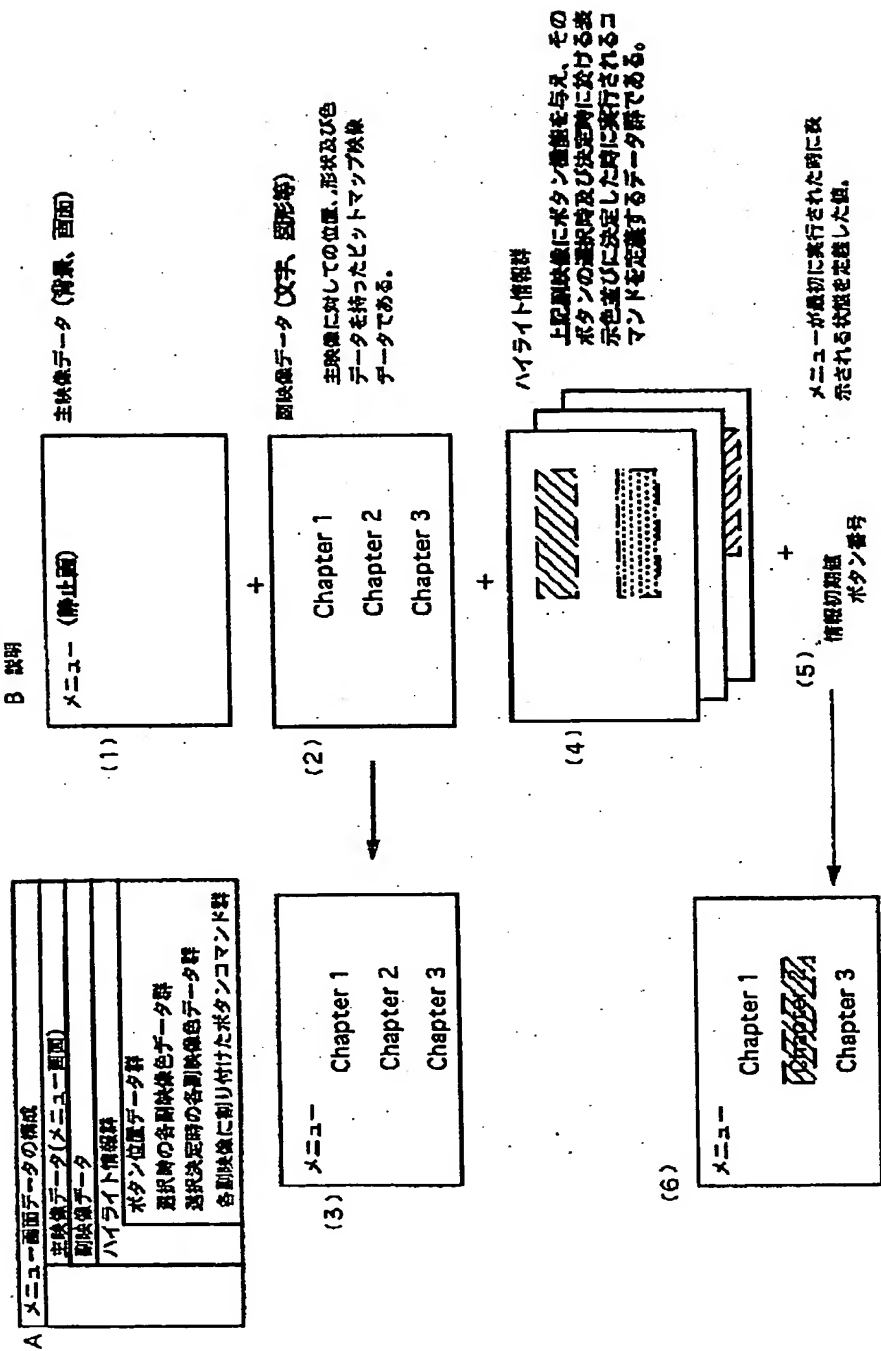 A
メニュー画面データの構成
主映像データ(メニュー画面)
副映像データ
ハイライト情報群
ボタン位置データ群
選択時の各副映像色データ群
選択決定時の各副映像色データ群
各副映像に割り付けたボタンコマンド群
B 説明
(1)
メニュー (静止画)
主映像データ (背景、画面)
+
(2)
Chapter 1
Chapter 2
Chapter 3
副映像データ (文字、図形等)
主映像に対しての位置、形状及び色
データを持ったビットマップ映像
データである。
(3)
メニュー
Chapter 1
Chapter 2
Chapter 3
+
(4)
ハイライト情報群
上記副映像にボタン機能を与え、その
ボタンの選択時及び決定時に於ける表
示色並びに決定した時に実行されるコ
マンドを定義するデータ群である。
+
(5)
情報初期値
ボタン番号
メニューが最初に実行された時に表
示される状態を定義した値。
(6)
メニュー
Chapter 1
Chapter 2
Chapter 3